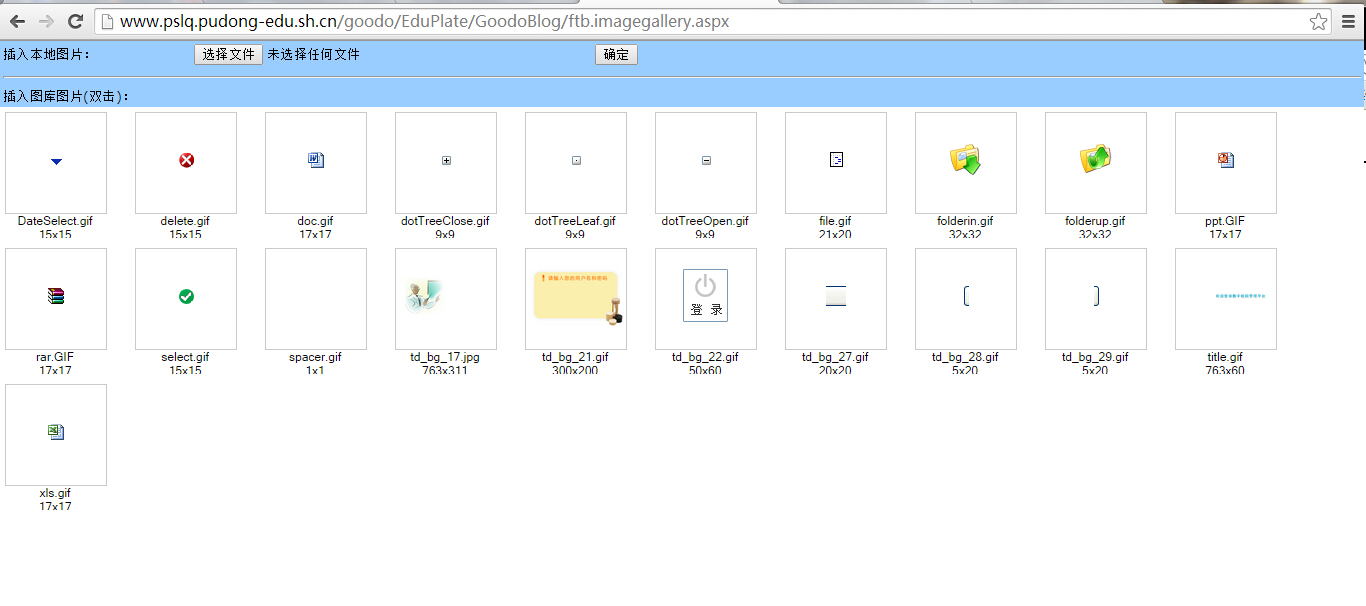 www.pslq.pudong-edu.sh.cn/goodo/EduPlate/GoodoBlog/ftb.imagegallery.aspx
插入本地图片: 选择文件 未选择任何文件 确定
插入图库图片(双击):
DateSelect.gif delete.gif doc.gif dotTreeClose.gif dotTreeLeaf.gif dotTreeOpen.gif file.gif folderin.gif folderup.gif ppt.GIF
15x15 15x15 17x17 9x9 9x9 9x9 21x20 32x32 32x32 17x17
! 请输入您的用户名和密码
登 录
rar.GIF select.gif spacer.gif td_bg_17.jpg td_bg_21.gif td_bg_22.gif td_bg_27.gif td_bg_28.gif td_bg_29.gif title.gif
17x17 15x15 1x1 763x311 300x200 50x60 20x20 5x20 5x20 763x60
xls.gif
17x17